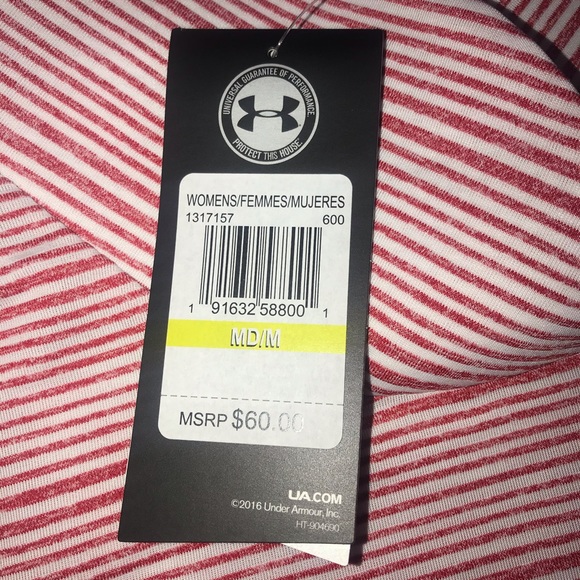 UNIVERSAL GUARANTEE OF PERFORMANCE
PROTECT THIS HOUSE
WOMENS/FEMMES/MUJERES
1317157 600
1 91632 58800 1
MD/M
MSRP $60.00
UA.COM
©2016 Under Armour, Inc.
HT-904690